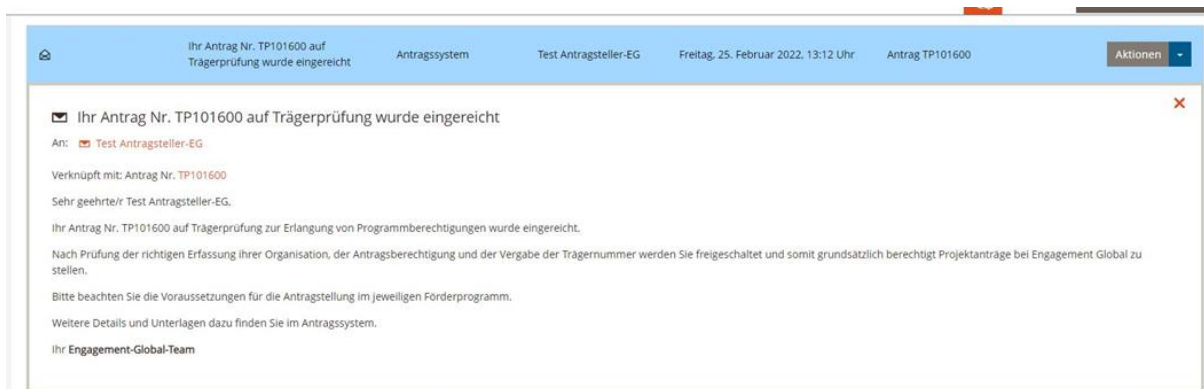 Ihr Antrag Nr. TP101600 auf
Trägerprüfung wurde eingereicht
Antragssystem
Test Antragsteller-EG
Freitag, 25. Februar 2022, 13:12 Uhr
Antrag TP101600
Aktionen
Ihr Antrag Nr. TP101600 auf Trägerprüfung wurde eingereicht
An: Test Antragsteller-EG
Verknüpft mit: Antrag Nr. TP101600
Sehr geehrte/r Test Antragsteller-EG,
Ihr Antrag Nr. TP101600 auf Trägerprüfung zur Erlangung von Programmberechtigungen wurde eingereicht.
Nach Prüfung der richtigen Erfassung ihrer Organisation, der Antragsberechtigung und der Vergabe der Trägernummer werden Sie freigeschaltet und somit grundsätzlich berechtigt Projektanträge bei Engagement Global zu
stellen.
Bitte beachten Sie die Voraussetzungen für die Antragstellung im jeweiligen Förderprogramm.
Weitere Details und Unterlagen dazu finden Sie im Antragssystem.
Ihr Engagement-Global-Team